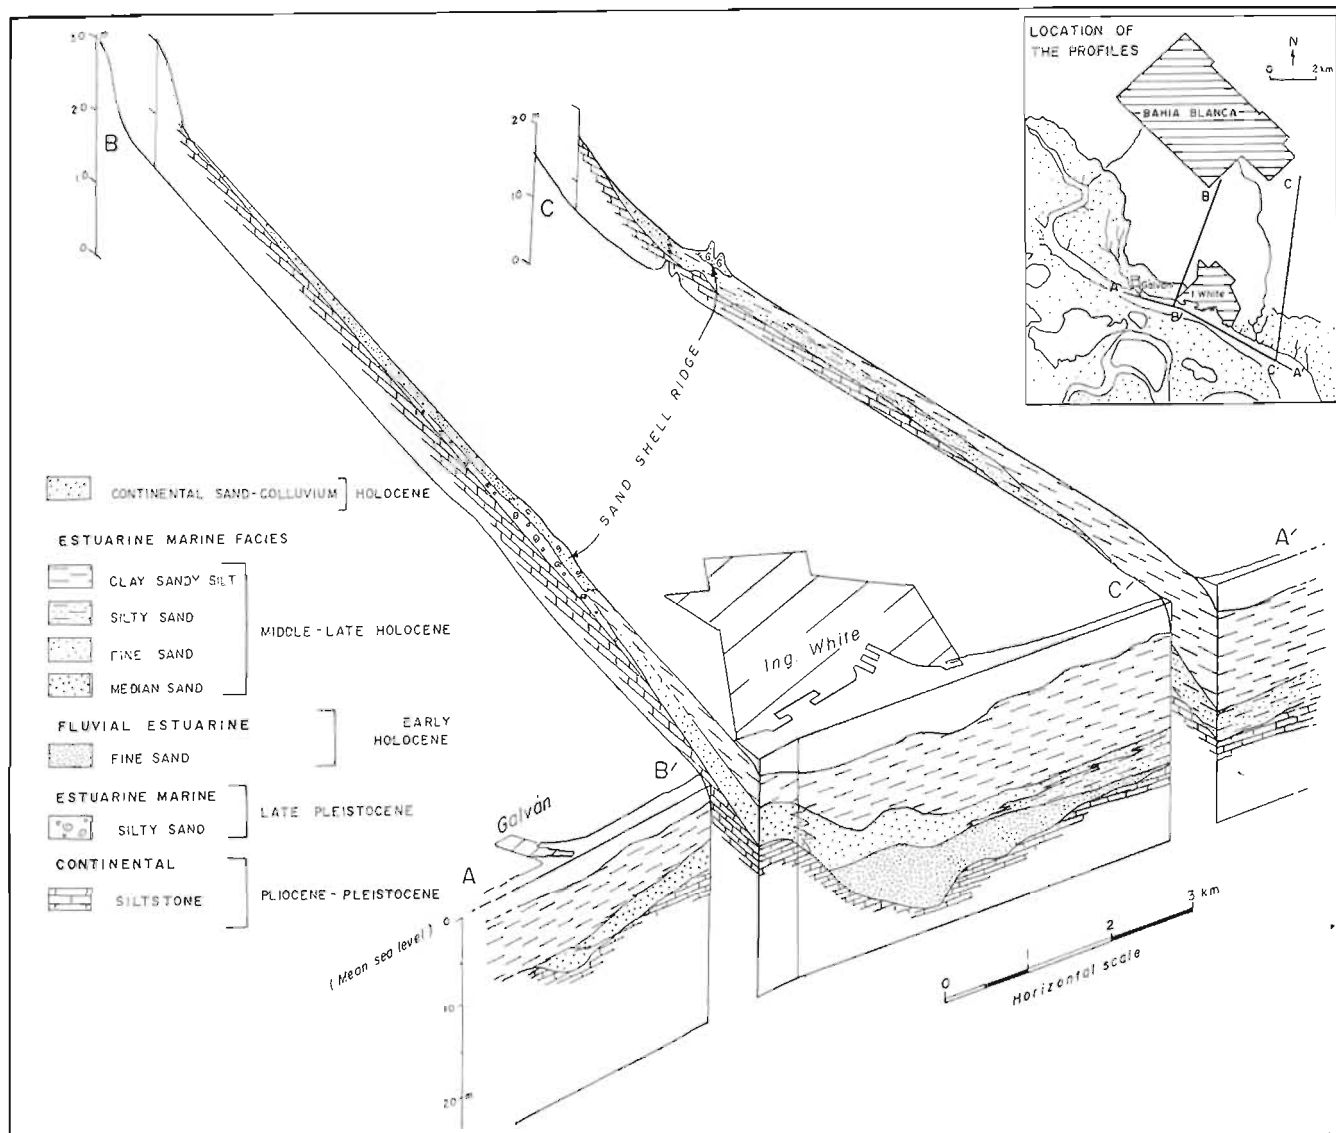 30 m
20
10
0
B
20 m
10
0
C
LOCATION OF
THE PROFILES
N
0 2 km
BAHIA BLANCA
B
C
A
Galván
I. White
B'
C'
A'
SAND SHELL RIDGE
G
G
CONTINENTAL SAND-COLLUVIUM HOLOCENE
ESTUARINE MARINE FACIES
CLAY SANDY SILT
SILTY SAND
FINE SAND
MEDIAN SAND
MIDDLE-LATE HOLOCENE
FLUVIAL ESTUARINE
FINE SAND
EARLY
HOLOCENE
ESTUARINE MARINE
SILTY SAND
LATE PLEISTOCENE
CONTINENTAL
SILTSTONE
PLIOCENE-PLEISTOCENE
Ing. White
A'
C'
B'
Galván
A
0
(Mean sea level)
10
20 m
0 1 2 3 km
Horizontal scale